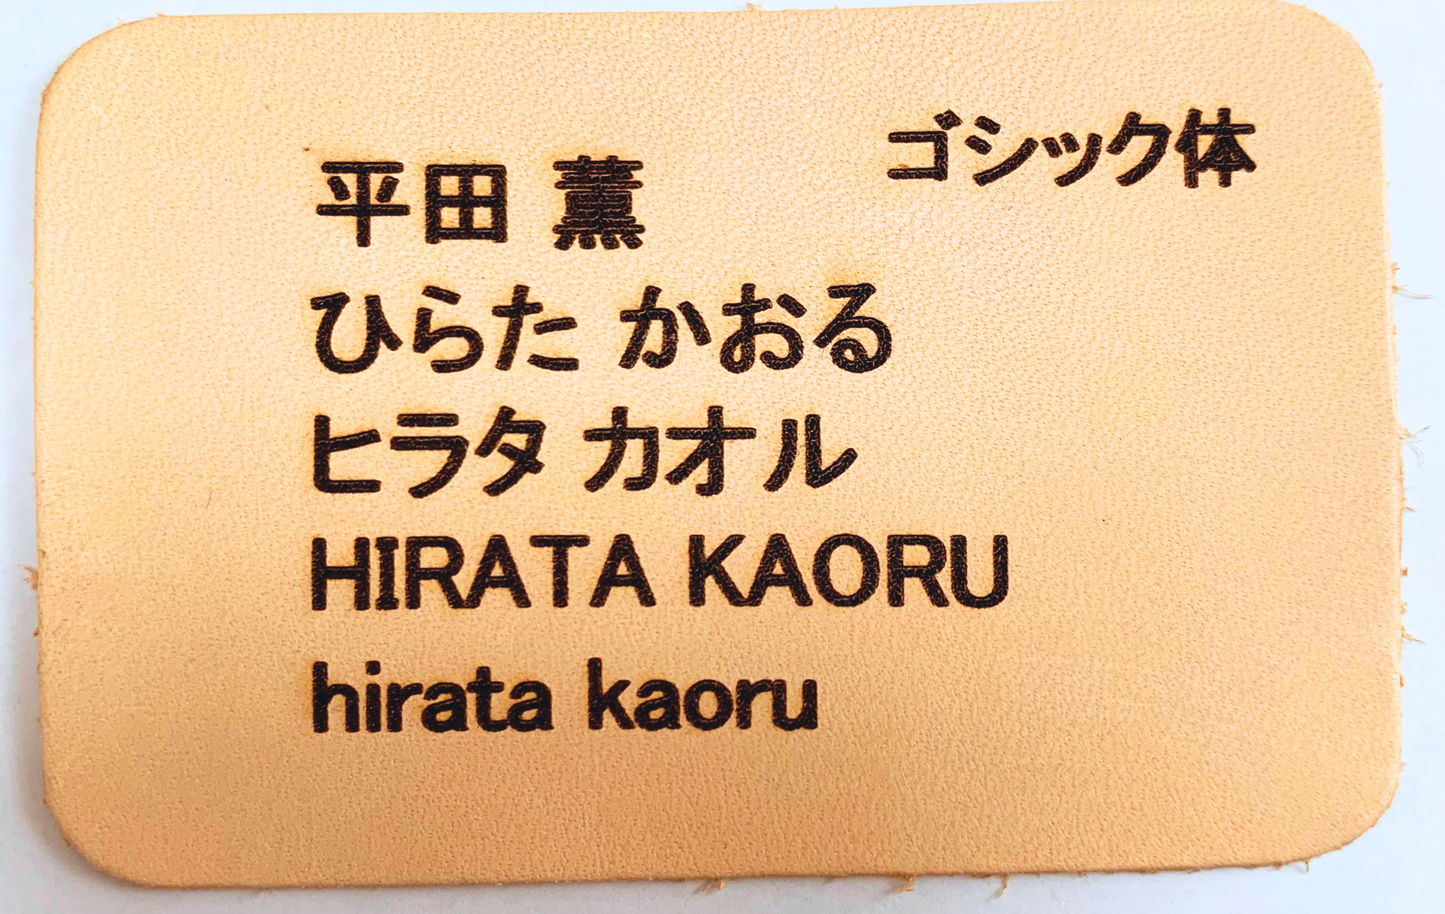 ゴシック体
平田 薫
ひらた かおる
ヒラタ カオル
HIRATA KAORU
hirata kaoru